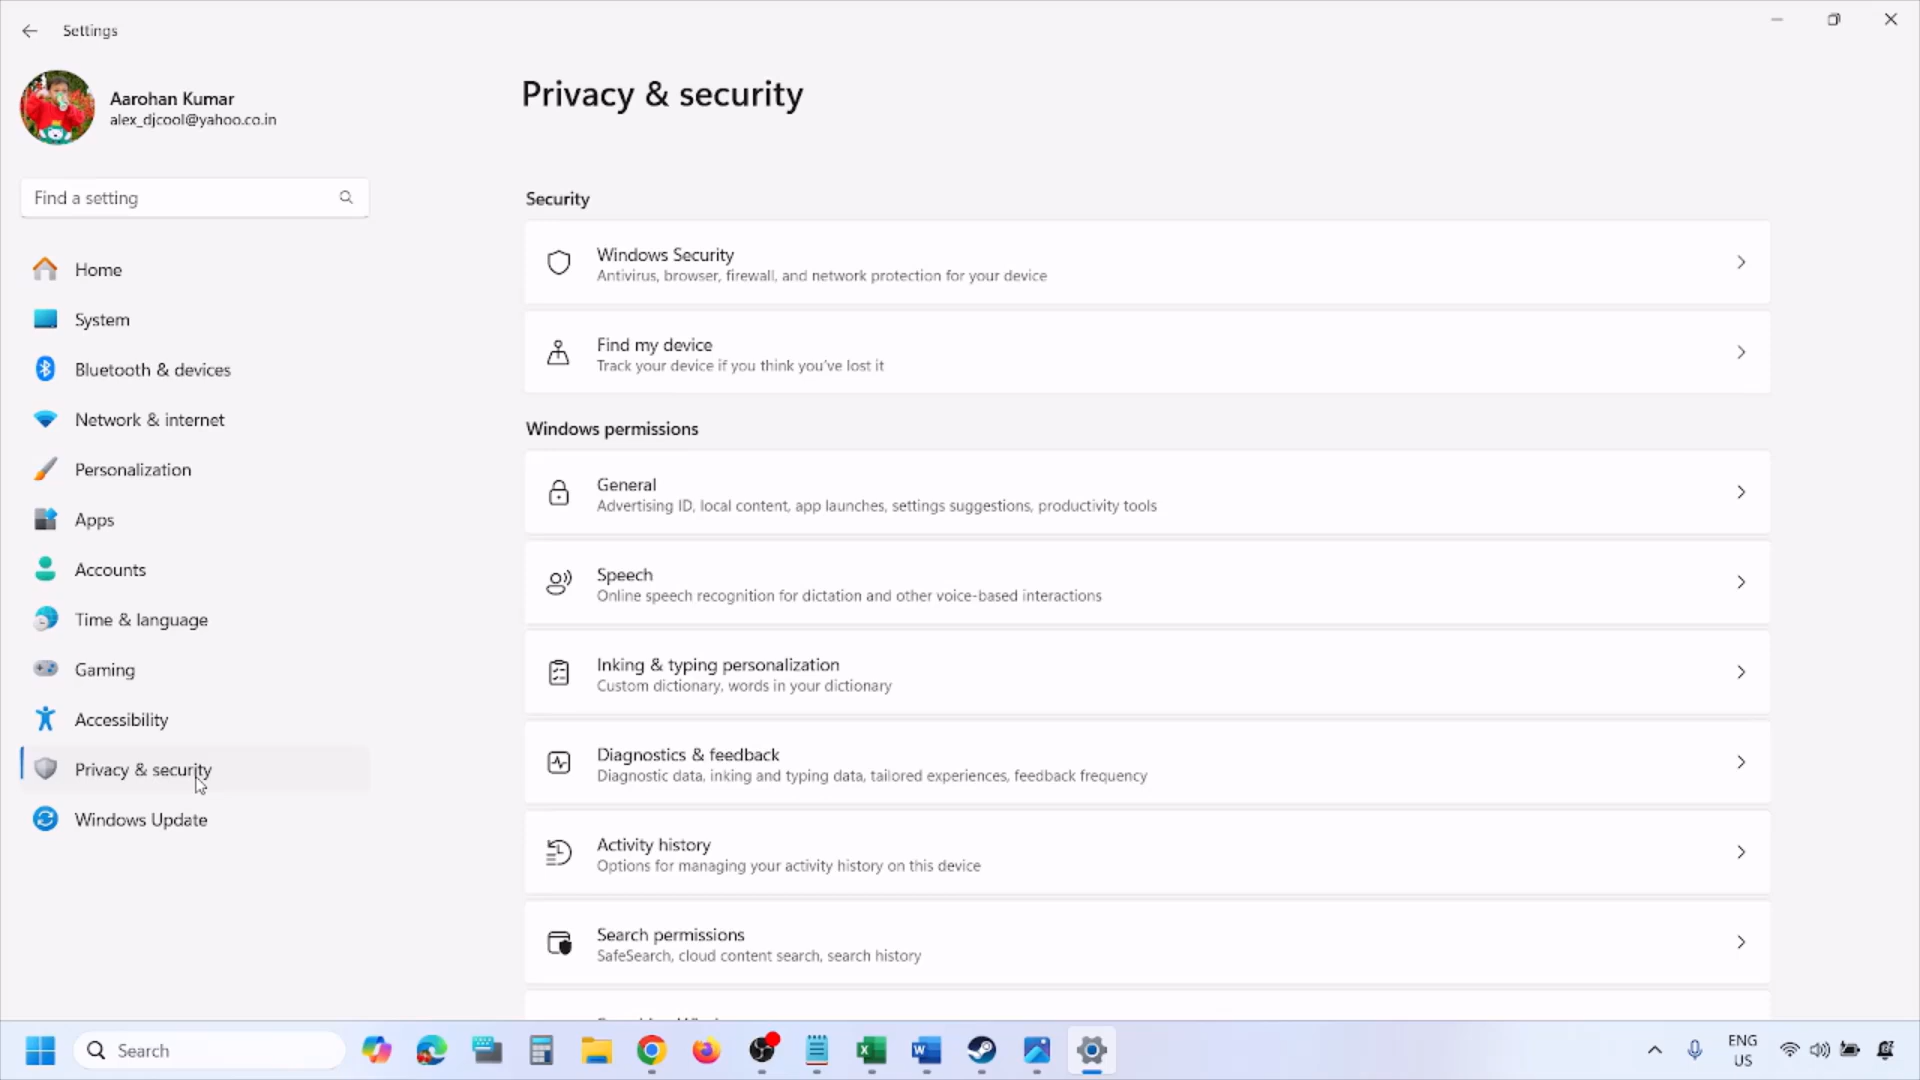 Settings
Aarohan Kumar
alex_djcool@yahoo.co.in
Find a setting
Home
System
Bluetooth & devices
Network & internet
Personalization
Apps
Accounts
Time & language
Gaming
Accessibility
Privacy & security
Windows Update
Privacy & security
Security
Windows Security
Antivirus, browser, firewall, and network protection for your device
Find my device
Track your device if you think you've lost it
Windows permissions
General
Advertising ID, local content, app launches, settings suggestions, productivity tools
Speech
Online speech recognition for dictation and other voice-based interactions
Inking & typing personalization
Custom dictionary, words in your dictionary
Diagnostics & feedback
Diagnostic data, inking and typing data, tailored experiences, feedback frequency
Activity history
Options for managing your activity history on this device
Search permissions
SafeSearch, cloud content search, search history
Search
ENG
US